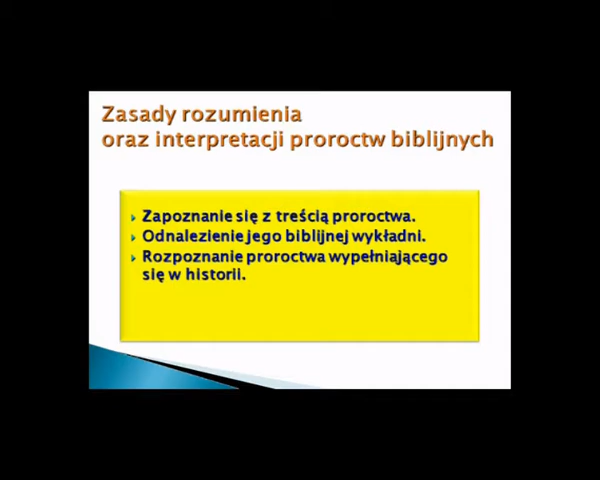 Zasady rozumienia
oraz interpretacji proroctw biblijnych
Zapoznanie się z treścią proroctwa.
Odnalezienie jego biblijnej wykładni.
Rozpoznanie proroctwa wypełniającego
się w historii.